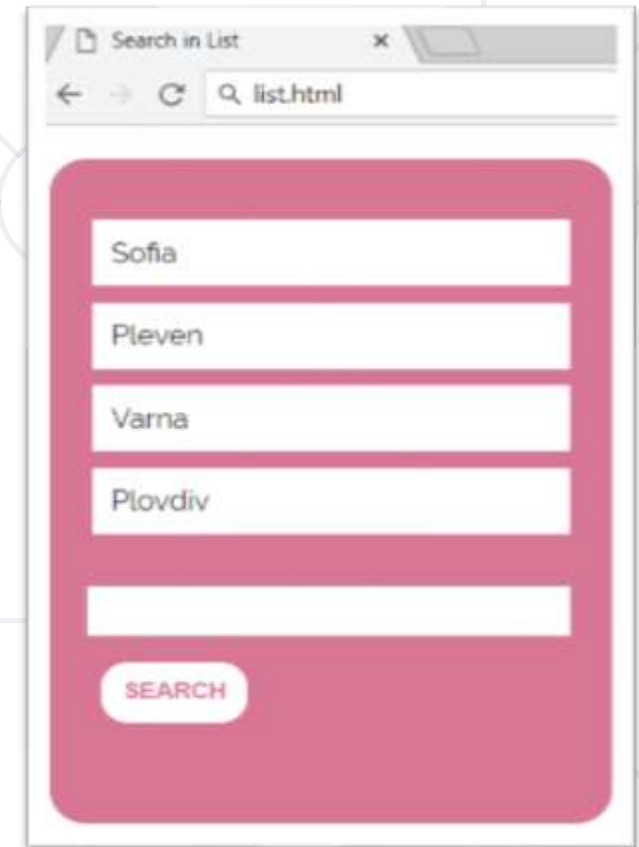 Search in List
list.html
Sofia
Pleven
Varna
Plovdiv
SEARCH